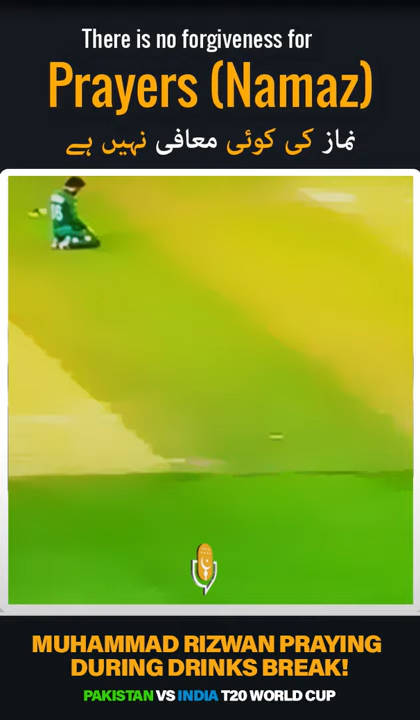 There is no forgiveness for
Prayers (Namaz)
نماز کی کوئی معافی نہیں ہے
MUHAMMAD RIZWAN PRAYING
DURING DRINKS BREAK!
PAKISTAN VS INDIA T20 WORLD CUP